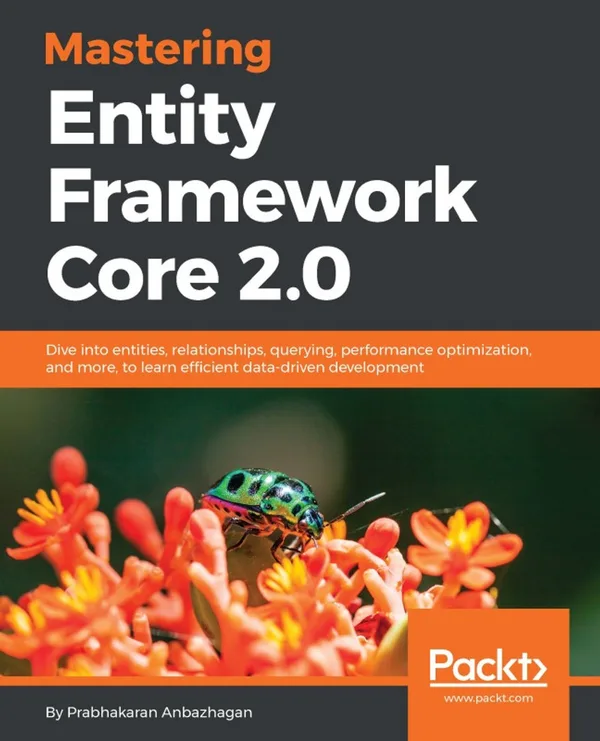 Mastering
Entity
Framework
Core 2.0
Dive into entities, relationships, querying, performance optimization,
and more, to learn efficient data-driven development
Packt>
www.packt.com
By Prabhakaran Anbazhagan